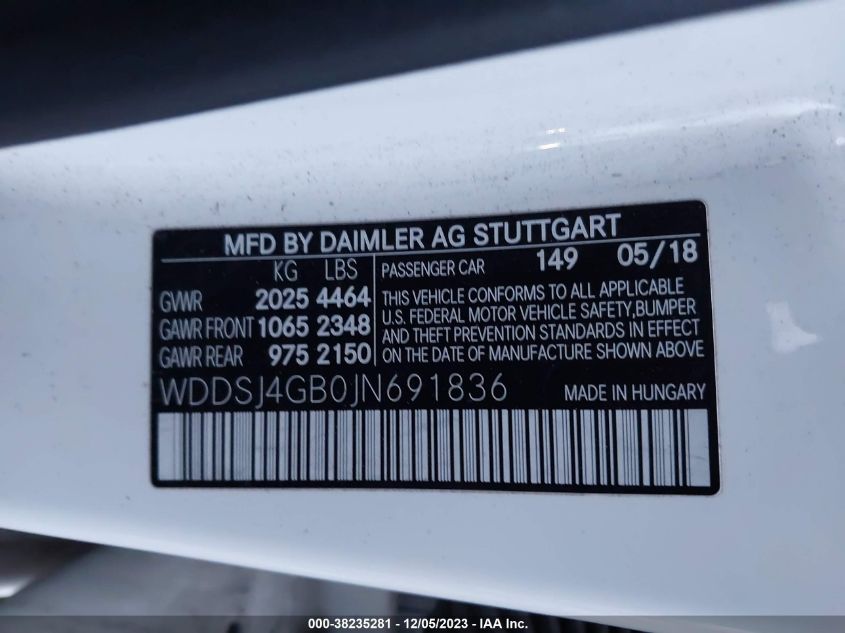 MFD BY DAIMLER AG STUTTGART
KG LBS
GVWR 2025 4464
GAWR FRONT 1065 2348
GAWR REAR 975 2150
PASSENGER CAR 149 05/18
THIS VEHICLE CONFORMS TO ALL APPLICABLE
U.S. FEDERAL MOTOR VEHICLE SAFETY,BUMPER
AND THEFT PREVENTION STANDARDS IN EFFECT
ON THE DATE OF MANUFACTURE SHOWN ABOVE
WDDSJ4GB0JN691836 MADE IN HUNGARY
000-38235281 - 12/05/2023 - IAA Inc.